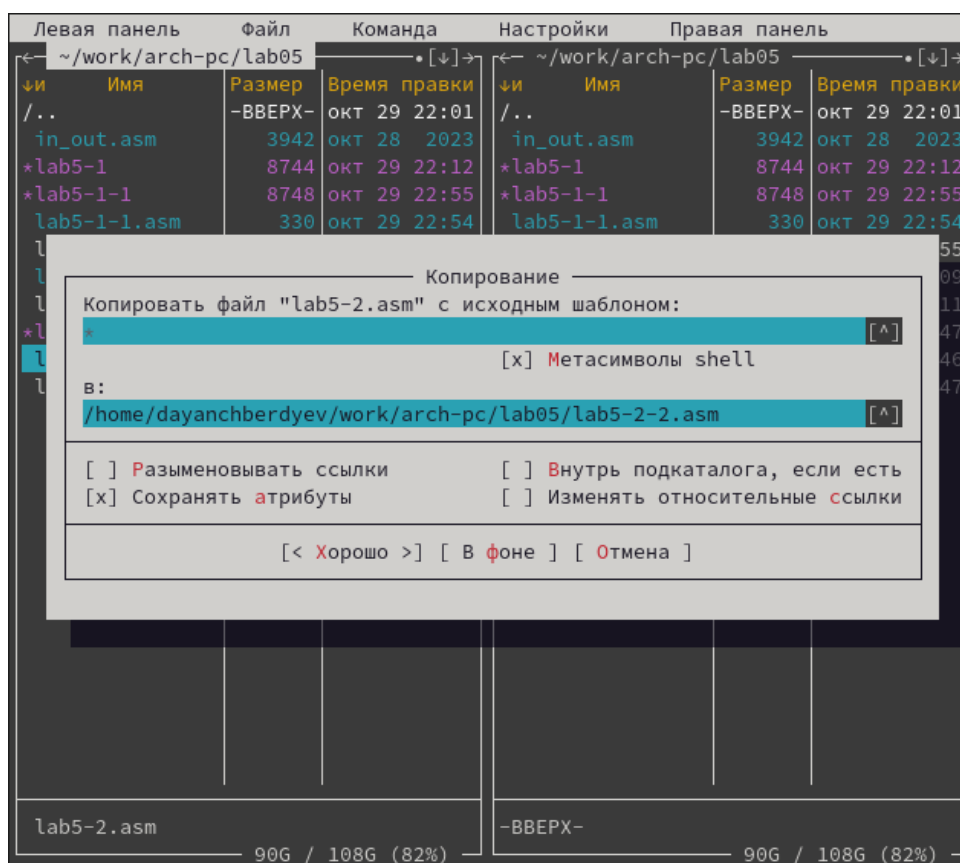 Левая панель Файл Команда Настройки Правая панель
←─ ~/work/arch-pc/lab05 ─•[↓]→ ←─ ~/work/arch-pc/lab05 ─•[↓]→
↓и Имя Размер Время правки ↓и Имя Размер Время правки
/.. -ВВЕРХ- окт 29 22:01 /.. -ВВЕРХ- окт 29 22:01
in_out.asm 3942 окт 28 2023 in_out.asm 3942 окт 28 2023
*lab5-1 8744 окт 29 22:12 *lab5-1 8744 окт 29 22:12
*lab5-1-1 8748 окт 29 22:55 *lab5-1-1 8748 окт 29 22:55
lab5-1-1.asm 330 окт 29 22:54 lab5-1-1.asm 330 окт 29 22:54
l 55
l Копирование 09
l Копировать файл "lab5-2.asm" с исходным шаблоном: 11
*l * [^] 47
l [x] Метасимволы shell 46
l в: 47
/home/dayanchberdyev/work/arch-pc/lab05/lab5-2-2.asm [^]
[ ] Разыменовывать ссылки [ ] Внутрь подкаталога, если есть
[x] Сохранять атрибуты [ ] Изменять относительные ссылки
[< Хорошо >] [ В фоне ] [ Отмена ]
lab5-2.asm -ВВЕРХ-
90G / 108G (82%) 90G / 108G (82%)